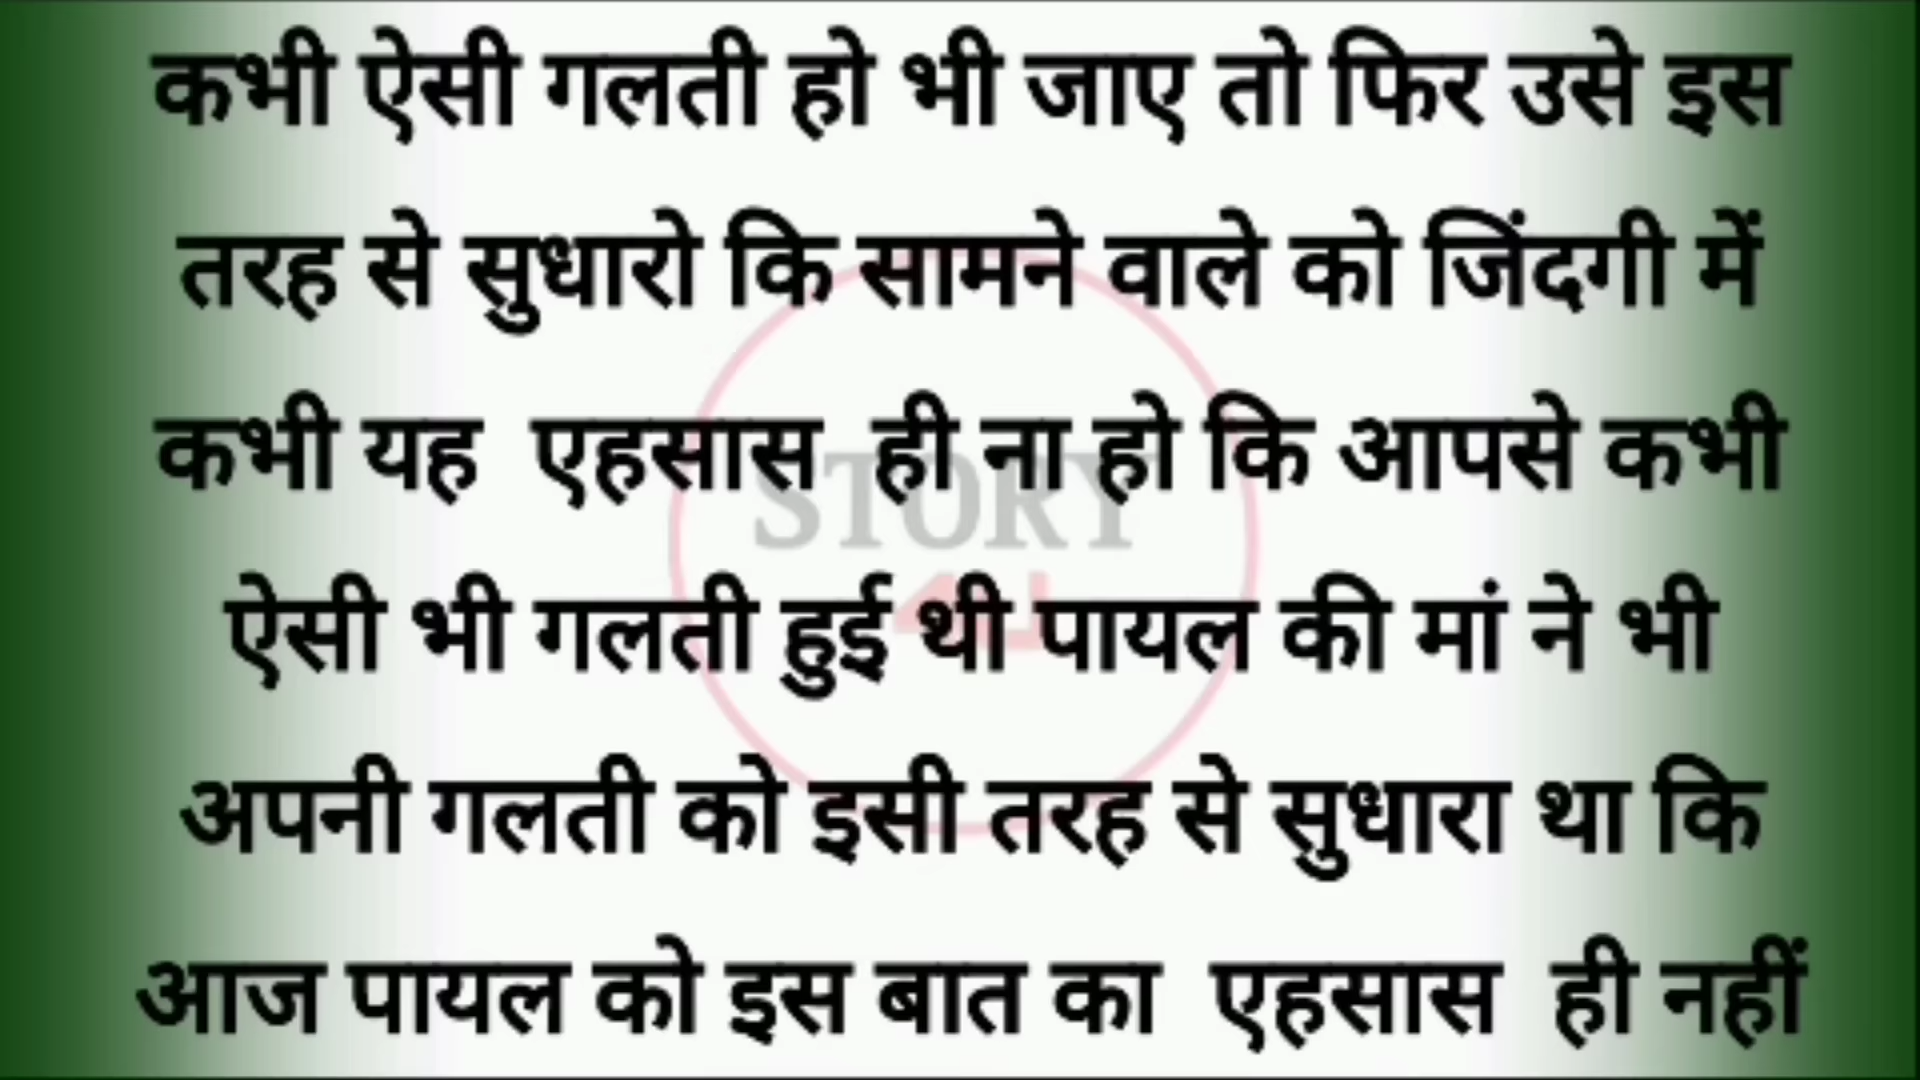 कभी ऐसी गलती हो भी जाए तो फिर उसे इस
तरह से सुधारो कि सामने वाले को जिंदगी में
कभी यह एहसास ही ना हो कि आपसे कभी
STORY
ऐसी भी गलती हुई थी पायल की मां ने भी
अपनी गलती को इसी तरह से सुधारा था कि
आज पायल को इस बात का एहसास ही नहीं